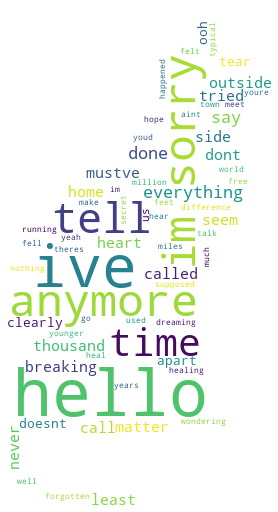 ooh
typical
felt
happened
tear
outside
youre
tried
im sorry
hope
aint
town
meet
say
youd
done
side
dont
mustve
everything
home
im
million
world
free
make
secret
feet
difference
tell
us
seem
running
yeah
heart
hear
talk
fell
theres
miles
much
ive
called
nothing
supposed
anymore
clearly
go
used
dreaming
thousand
younger
time
apart
breaking
heal
healing
hello
years
doesnt
call
matter
wondering
never
well
forgotten
least